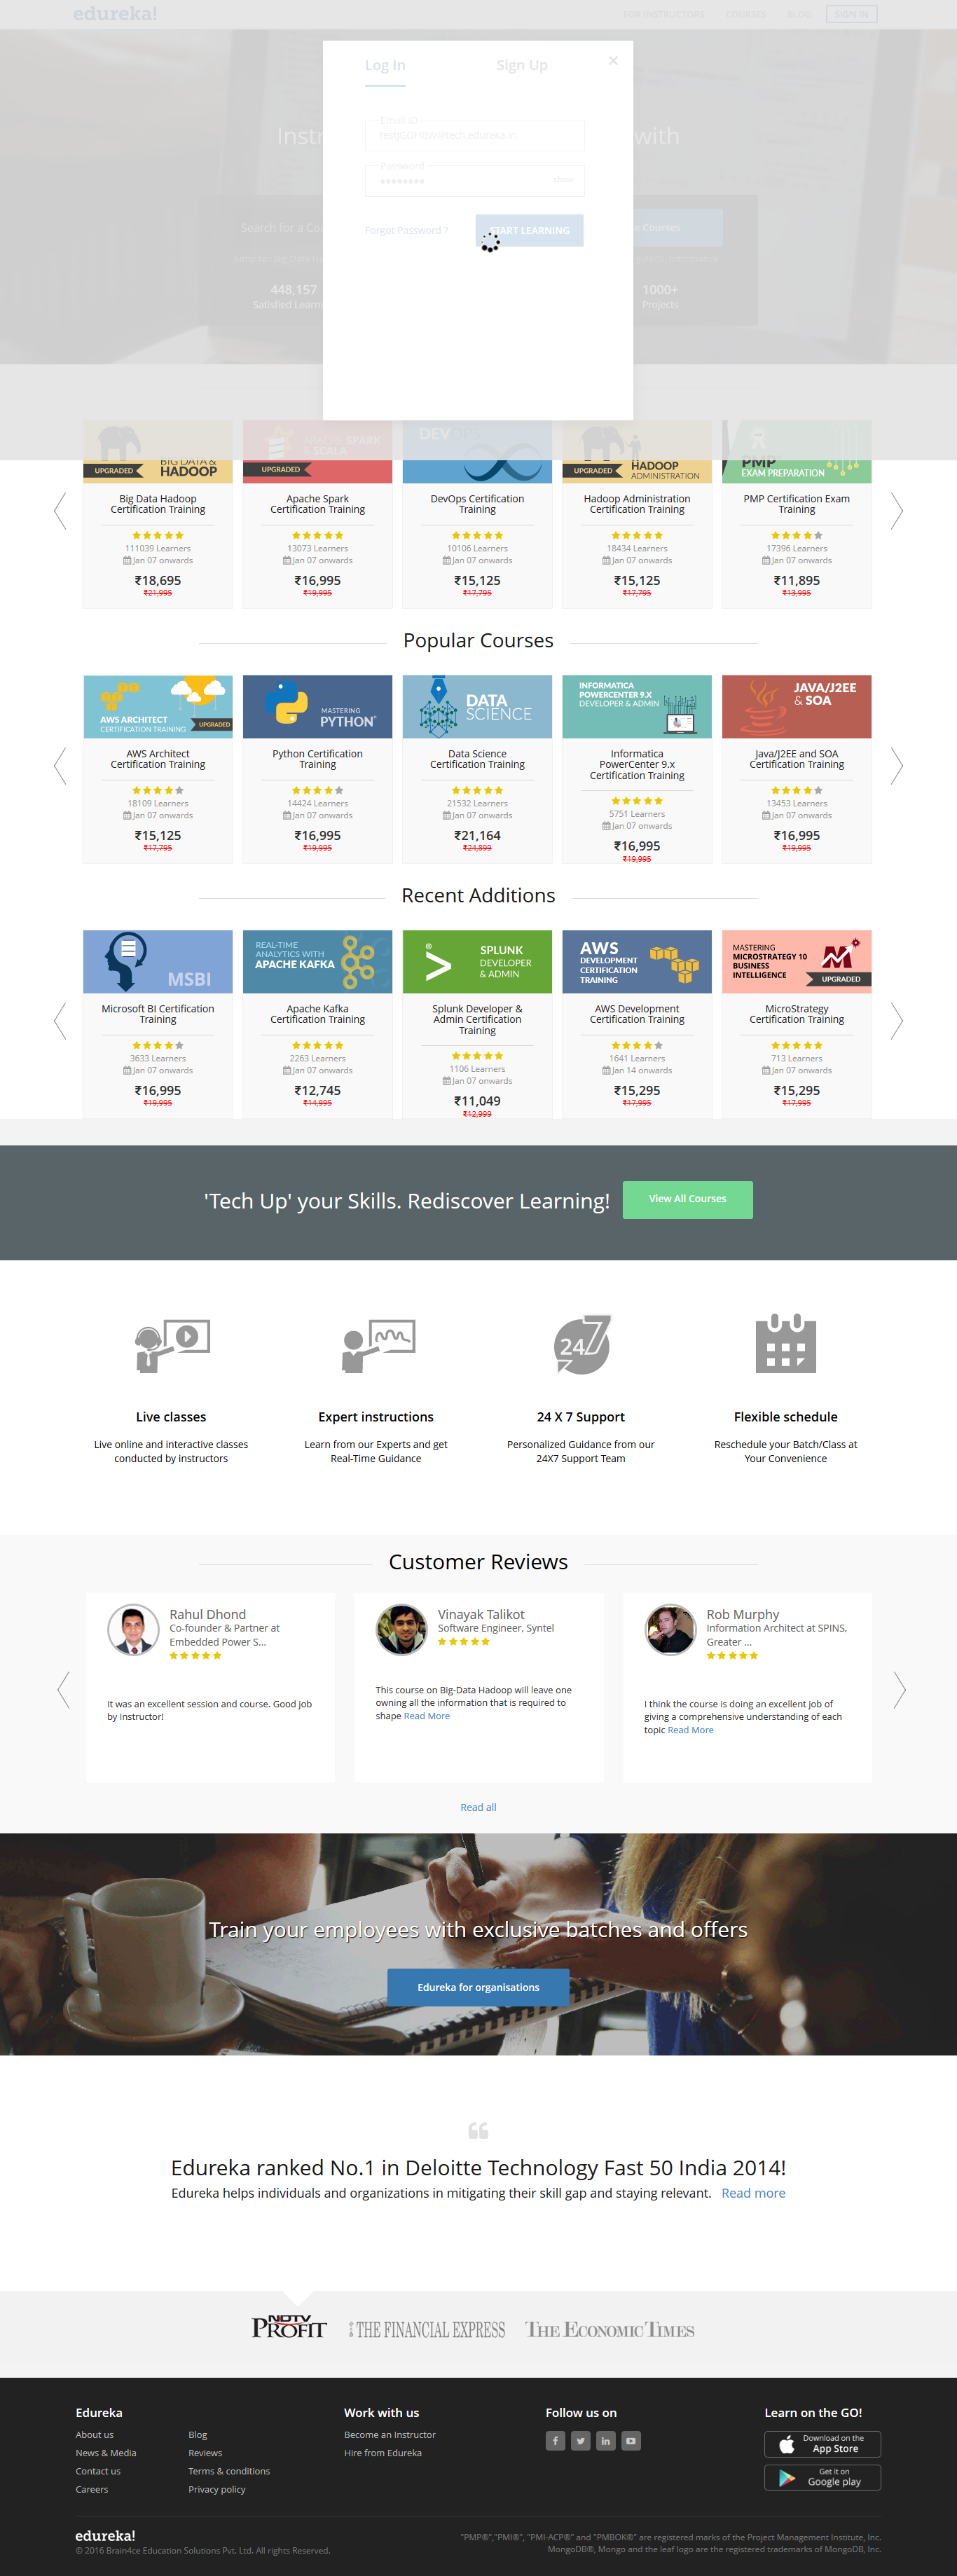 edureka!
FOR INSTRUCTORS
COURSES
BLOG
SIGN IN
Log In
Sign Up
×
Email ID
Password
show
Forgot Password ?
START LEARNING
with
448,157
1000+
Projects
BIG DATA & HADOOP
UPGRADED
APACHE SPARK & SCALA
UPGRADED
DEVOPS
HADOOP ADMINISTRATION
UPGRADED
PMP
EXAM PREPARATION
Big Data Hadoop
Certification Training
111039 Learners
Jan 07 onwards
₹18,695
₹21,995
Apache Spark
Certification Training
13073 Learners
Jan 07 onwards
₹16,995
₹19,995
DevOps Certification
Training
10106 Learners
Jan 07 onwards
₹15,125
₹17,795
Hadoop Administration
Certification Training
18434 Learners
Jan 07 onwards
₹15,125
₹17,795
PMP Certification Exam
Training
17396 Learners
Jan 07 onwards
₹11,895
₹13,995
Popular Courses
AWS ARCHITECT
CERTIFICATION TRAINING
UPGRADED
MASTERING
PYTHON
DATA
SCIENCE
INFORMATICA
POWERCENTER 9.X
DEVELOPER & ADMIN
JAVA/J2EE
& SOA
AWS Architect
Certification Training
18109 Learners
Jan 07 onwards
₹15,125
₹17,795
Python Certification
Training
14424 Learners
Jan 07 onwards
₹16,995
₹19,995
Data Science
Certification Training
21532 Learners
Jan 07 onwards
₹21,164
₹24,899
Informatica
PowerCenter 9.x
Certification Training
5751 Learners
Jan 07 onwards
₹16,995
₹19,995
Java/J2EE and SOA
Certification Training
13453 Learners
Jan 07 onwards
₹16,995
₹19,995
Recent Additions
MSBI
REAL-TIME
ANALYTICS WITH
APACHE KAFKA
SPLUNK
DEVELOPER
& ADMIN
AWS
DEVELOPMENT
CERTIFICATION
TRAINING
MASTERING
MICROSTRATEGY 10
BUSINESS
INTELLIGENCE
UPGRADED
Microsoft BI Certification
Training
3633 Learners
Jan 07 onwards
₹16,995
₹19,995
Apache Kafka
Certification Training
2263 Learners
Jan 07 onwards
₹12,745
₹14,995
Splunk Developer &
Admin Certification
Training
1106 Learners
Jan 07 onwards
₹11,049
₹12,999
AWS Development
Certification Training
1641 Learners
Jan 14 onwards
₹15,295
₹17,995
MicroStrategy
Certification Training
713 Learners
Jan 07 onwards
₹15,295
₹17,995
'Tech Up' your Skills. Rediscover Learning!
View All Courses
24/7
Live classes
Live online and interactive classes
conducted by instructors
Expert instructions
Learn from our Experts and get
Real-Time Guidance
24 X 7 Support
Personalized Guidance from our
24X7 Support Team
Flexible schedule
Reschedule your Batch/Class at
Your Convenience
Customer Reviews
Rahul Dhond
Co-founder & Partner at
Embedded Power S...
It was an excellent session and course. Good job
by Instructor!
Vinayak Talikot
Software Engineer, Syntel
This course on Big-Data Hadoop will leave one
owning all the information that is required to
shape Read More
Rob Murphy
Information Architect at SPINS,
Greater ...
I think the course is doing an excellent job of
giving a comprehensive understanding of each
topic Read More
Read all
Train your employees with exclusive batches and offers
Edureka for organisations
Edureka ranked No.1 in Deloitte Technology Fast 50 India 2014!
Edureka helps individuals and organizations in mitigating their skill gap and staying relevant. Read more
NDTV
PROFIT
THE FINANCIAL EXPRESS
THE ECONOMIC TIMES
Edureka
About us
News & Media
Contact us
Careers
Blog
Reviews
Terms & conditions
Privacy policy
Work with us
Become an Instructor
Hire from Edureka
Follow us on
Learn on the GO!
Download on the
App Store
Get it on
Google play
edureka!
© 2016 Brain4ce Education Solutions Pvt. Ltd. All rights Reserved.
"PMP®","PMI®", "PMI-ACP®" and "PMBOK®" are registered marks of the Project Management Institute, Inc.
MongoDB®, Mongo and the leaf logo are the registered trademarks of MongoDB, Inc.